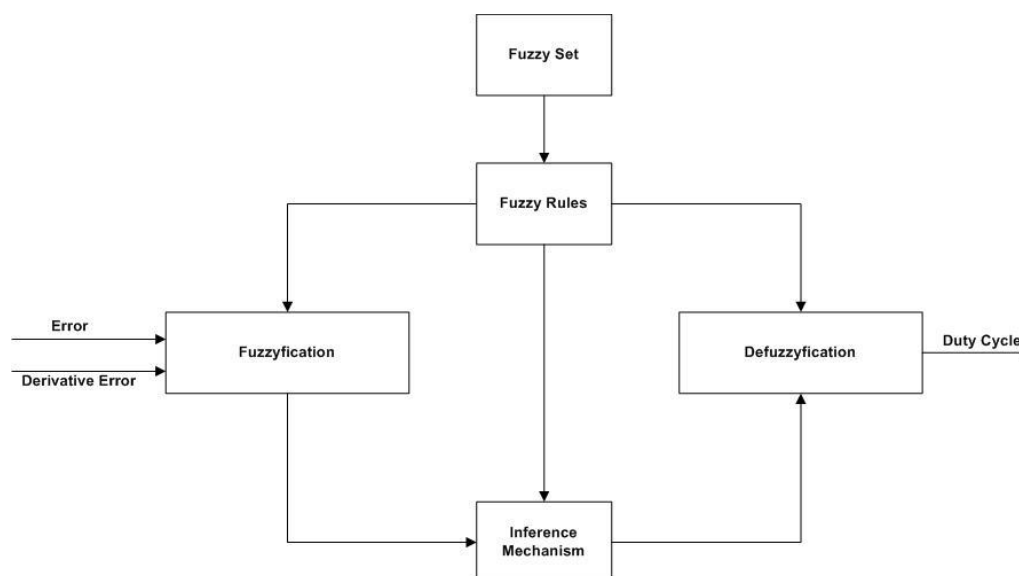 Fuzzy Set
Fuzzy Rules
Error
Derivative Error
Fuzzyfication
Defuzzyfication
Duty Cycle
Inference
Mechanism